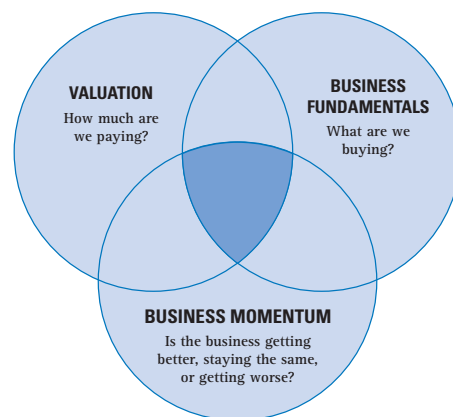 VALUATION
How much are
we paying?
BUSINESS
FUNDAMENTALS
What are we
buying?
BUSINESS MOMENTUM
Is the business getting
better, staying the same,
or getting worse?